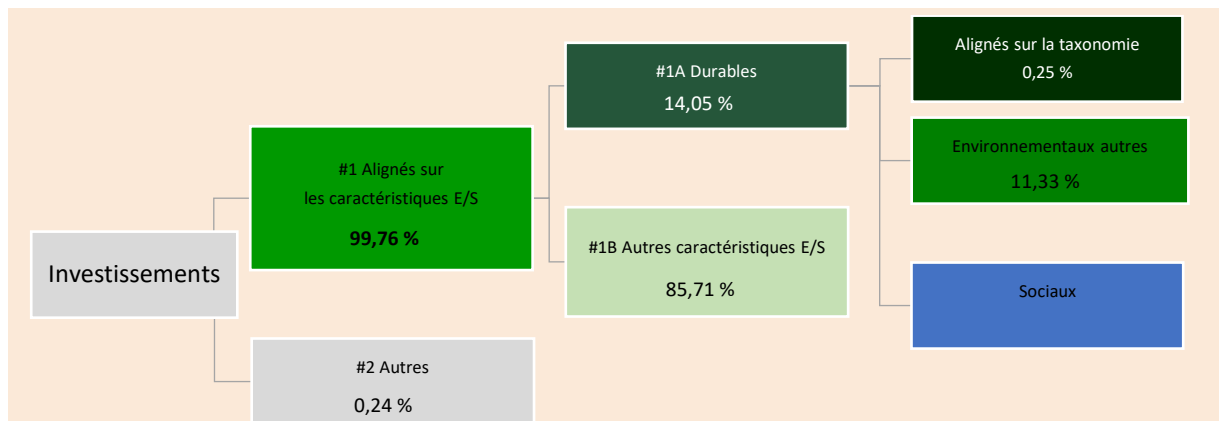 Investissements
#1 Alignés sur
les caractéristiques E/S
99,76 %
#2 Autres
0,24 %
#1A Durables
14,05 %
#1B Autres caractéristiques E/S
85,71 %
Alignés sur la taxonomie
0,25 %
Environnementaux autres
11,33 %
Sociaux